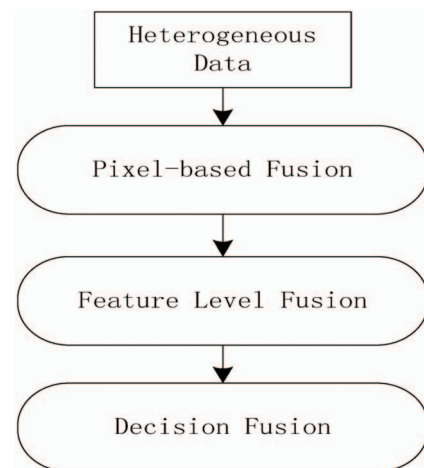 Heterogeneous
Data
Pixel-based Fusion
Feature Level Fusion
Decision Fusion